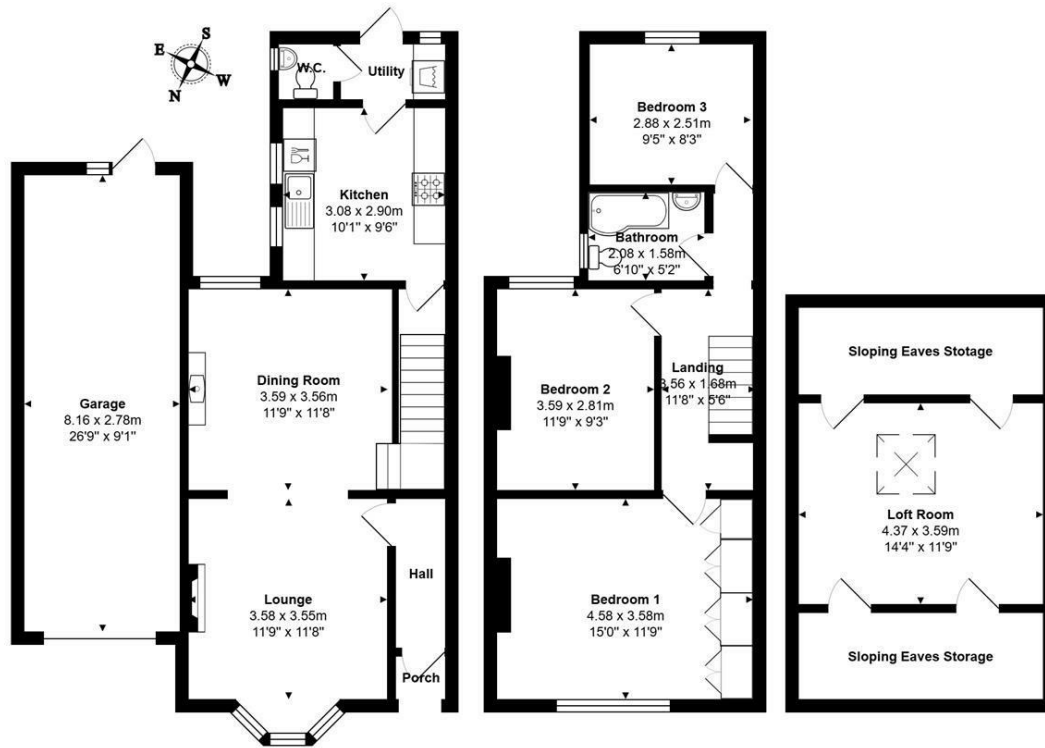 S
E
W
N
W.C.
Utility
Kitchen
3.08 x 2.90m
10'1" x 9'6"
Garage
8.16 x 2.78m
26'9" x 9'1"
Dining Room
3.59 x 3.56m
11'9" x 11'8"
Lounge
3.58 x 3.55m
11'9" x 11'8"
Hall
Porch
Bedroom 3
2.88 x 2.51m
9'5" x 8'3"
Bathroom
2.08 x 1.58m
6'10" x 5'2"
Bedroom 2
3.59 x 2.81m
11'9" x 9'3"
Landing
3.56 x 1.68m
11'8" x 5'6"
Bedroom 1
4.58 x 3.58m
15'0" x 11'9"
Sloping Eaves Stotage
Loft Room
4.37 x 3.59m
14'4" x 11'9"
Sloping Eaves Storage